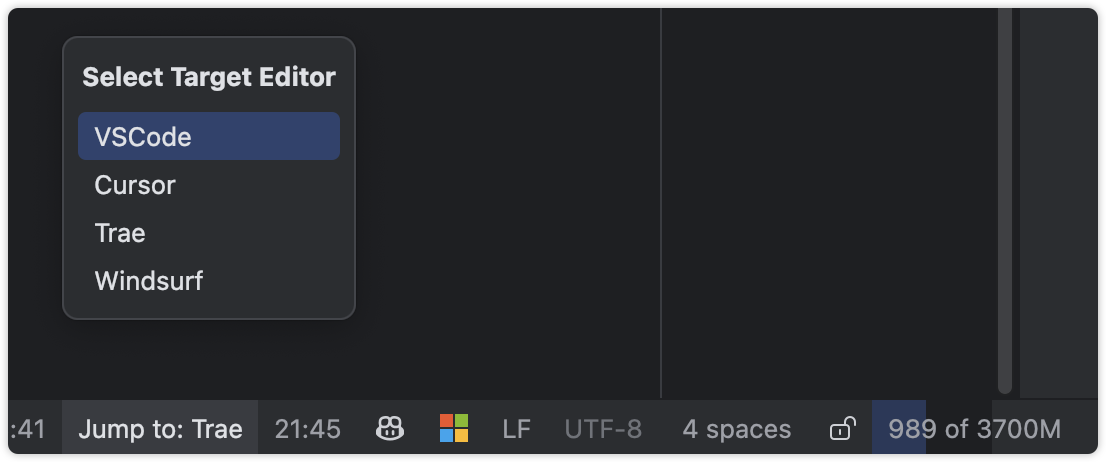 Select Target Editor
VSCode
Cursor
Trae
Windsurf
:41 Jump to: Trae 21:45 LF UTF-8 4 spaces 989 of 3700M